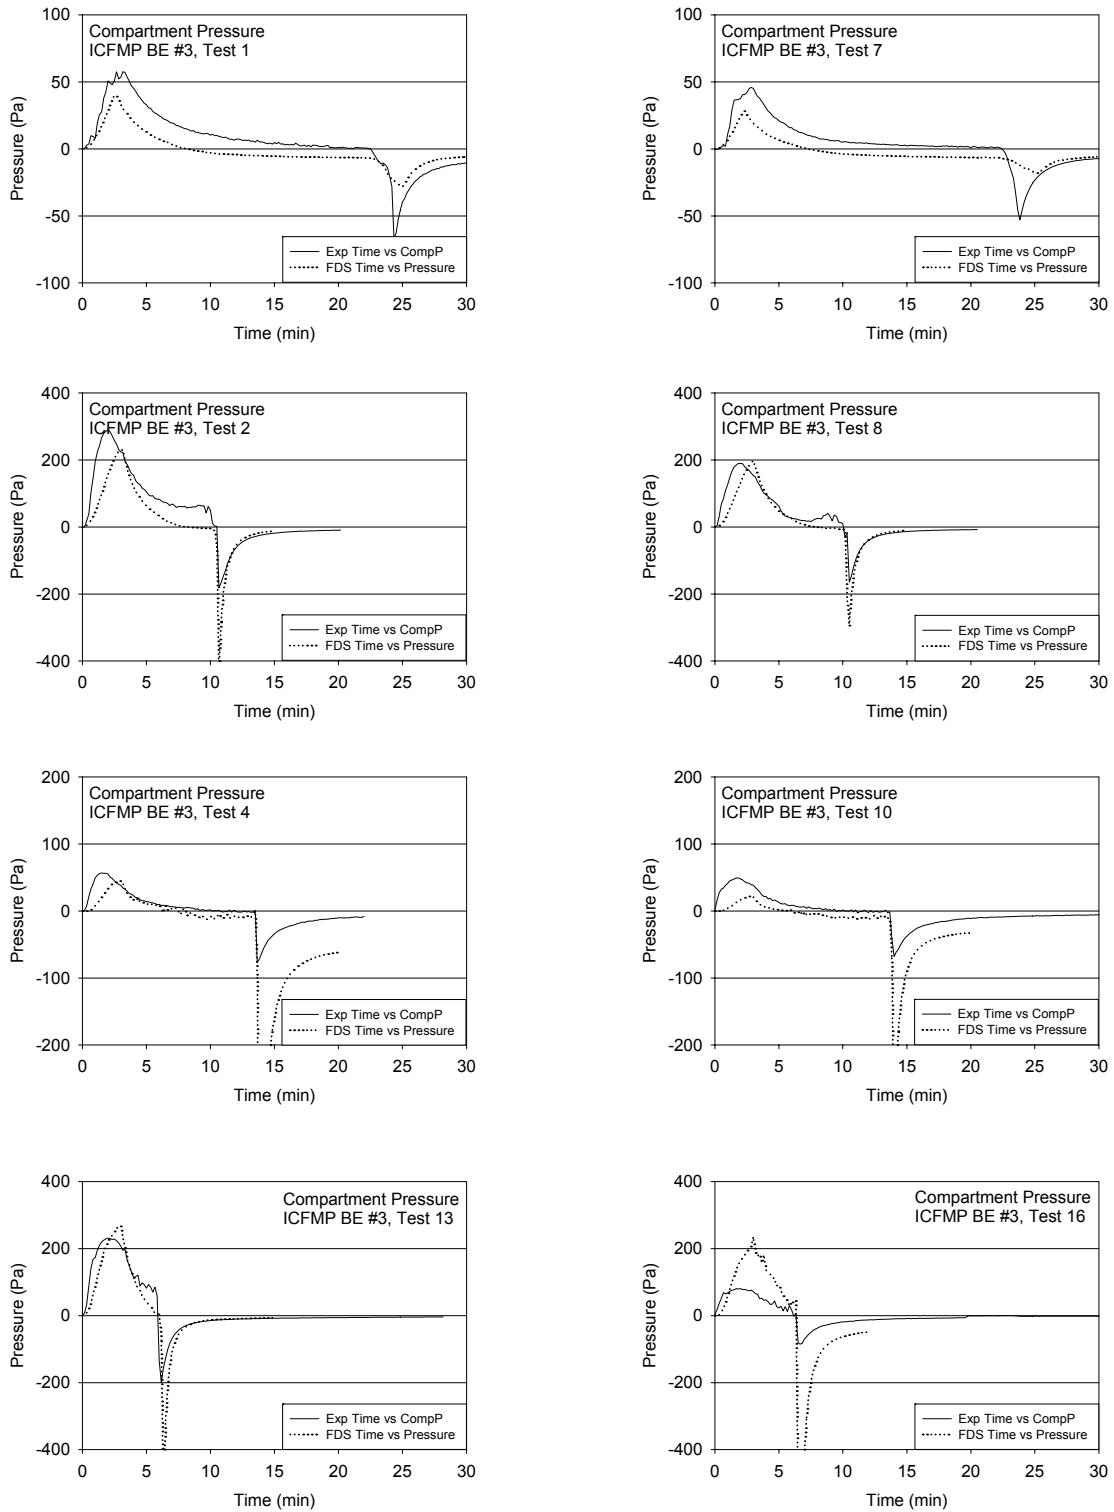 Compartment Pressure
ICFMP BE #3, Test 1
Pressure (Pa)
100
50
0
-50
-100
Exp Time vs CompP
FDS Time vs Pressure
0 5 10 15 20 25 30
Time (min)
Compartment Pressure
ICFMP BE #3, Test 7
Pressure (Pa)
100
50
0
-50
-100
Exp Time vs CompP
FDS Time vs Pressure
0 5 10 15 20 25 30
Time (min)
Compartment Pressure
ICFMP BE #3, Test 2
Pressure (Pa)
400
200
0
-200
-400
Exp Time vs CompP
FDS Time vs Pressure
0 5 10 15 20 25 30
Time (min)
Compartment Pressure
ICFMP BE #3, Test 8
Pressure (Pa)
400
200
0
-200
-400
Exp Time vs CompP
FDS Time vs Pressure
0 5 10 15 20 25 30
Time (min)
Compartment Pressure
ICFMP BE #3, Test 4
Pressure (Pa)
200
100
0
-100
-200
Exp Time vs CompP
FDS Time vs Pressure
0 5 10 15 20 25 30
Time (min)
Compartment Pressure
ICFMP BE #3, Test 10
Pressure (Pa)
200
100
0
-100
-200
Exp Time vs CompP
FDS Time vs Pressure
0 5 10 15 20 25 30
Time (min)
Compartment Pressure
ICFMP BE #3, Test 13
Pressure (Pa)
400
200
0
-200
-400
Exp Time vs CompP
FDS Time vs Pressure
0 5 10 15 20 25 30
Time (min)
Compartment Pressure
ICFMP BE #3, Test 16
Pressure (Pa)
400
200
0
-200
-400
Exp Time vs CompP
FDS Time vs Pressure
0 5 10 15 20 25 30
Time (min)